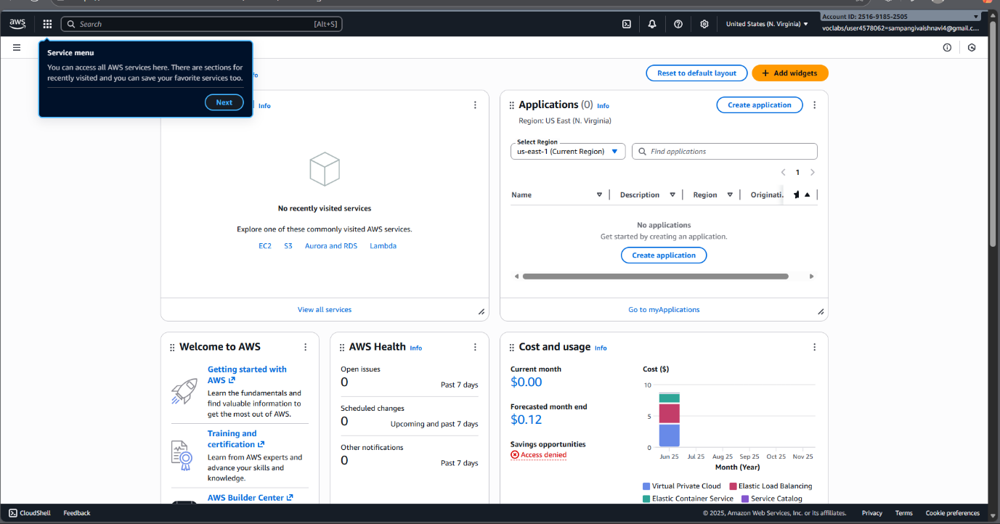 aws
Search
[Alt+S]
United States (N. Virginia)
Account ID: 2516-9185-2505
voclabs/user4578062=sampangivaishnavi4@gmail.c...
Service menu
You can access all AWS services here. There are sections for
recently visited and you can save your favorite services too.
Next
Reset to default layout
+ Add widgets
Info
No recently visited services
Explore one of these commonly visited AWS services.
EC2 S3 Aurora and RDS Lambda
View all services
Applications (0) Info
Create application
Region: US East (N. Virginia)
Select Region
us-east-1 (Current Region)
Find applications
1
Name Description Region Originati.
No applications
Get started by creating an application.
Create application
Go to myApplications
Welcome to AWS
Getting started with
AWS
Learn the fundamentals and
find valuable information to
get the most out of AWS.
Training and
certification
Learn from AWS experts and
advance your skills and
knowledge.
AWS Builder Center
AWS Health Info
Open issues
0
Past 7 days
Scheduled changes
0
Upcoming and past 7 days
Other notifications
0
Past 7 days
Cost and usage Info
Current month
$0.00
Forecasted month end
$0.12
Savings opportunities
Access denied
Cost ($)
10
5
0
Jun 25 Jul 25 Aug 25 Sep 25 Oct 25 Nov 25
Month (Year)
Virtual Private Cloud Elastic Load Balancing
Elastic Container Service Service Catalog
CloudShell Feedback
© 2025, Amazon Web Services, Inc. or its affiliates. Privacy Terms Cookie preferences